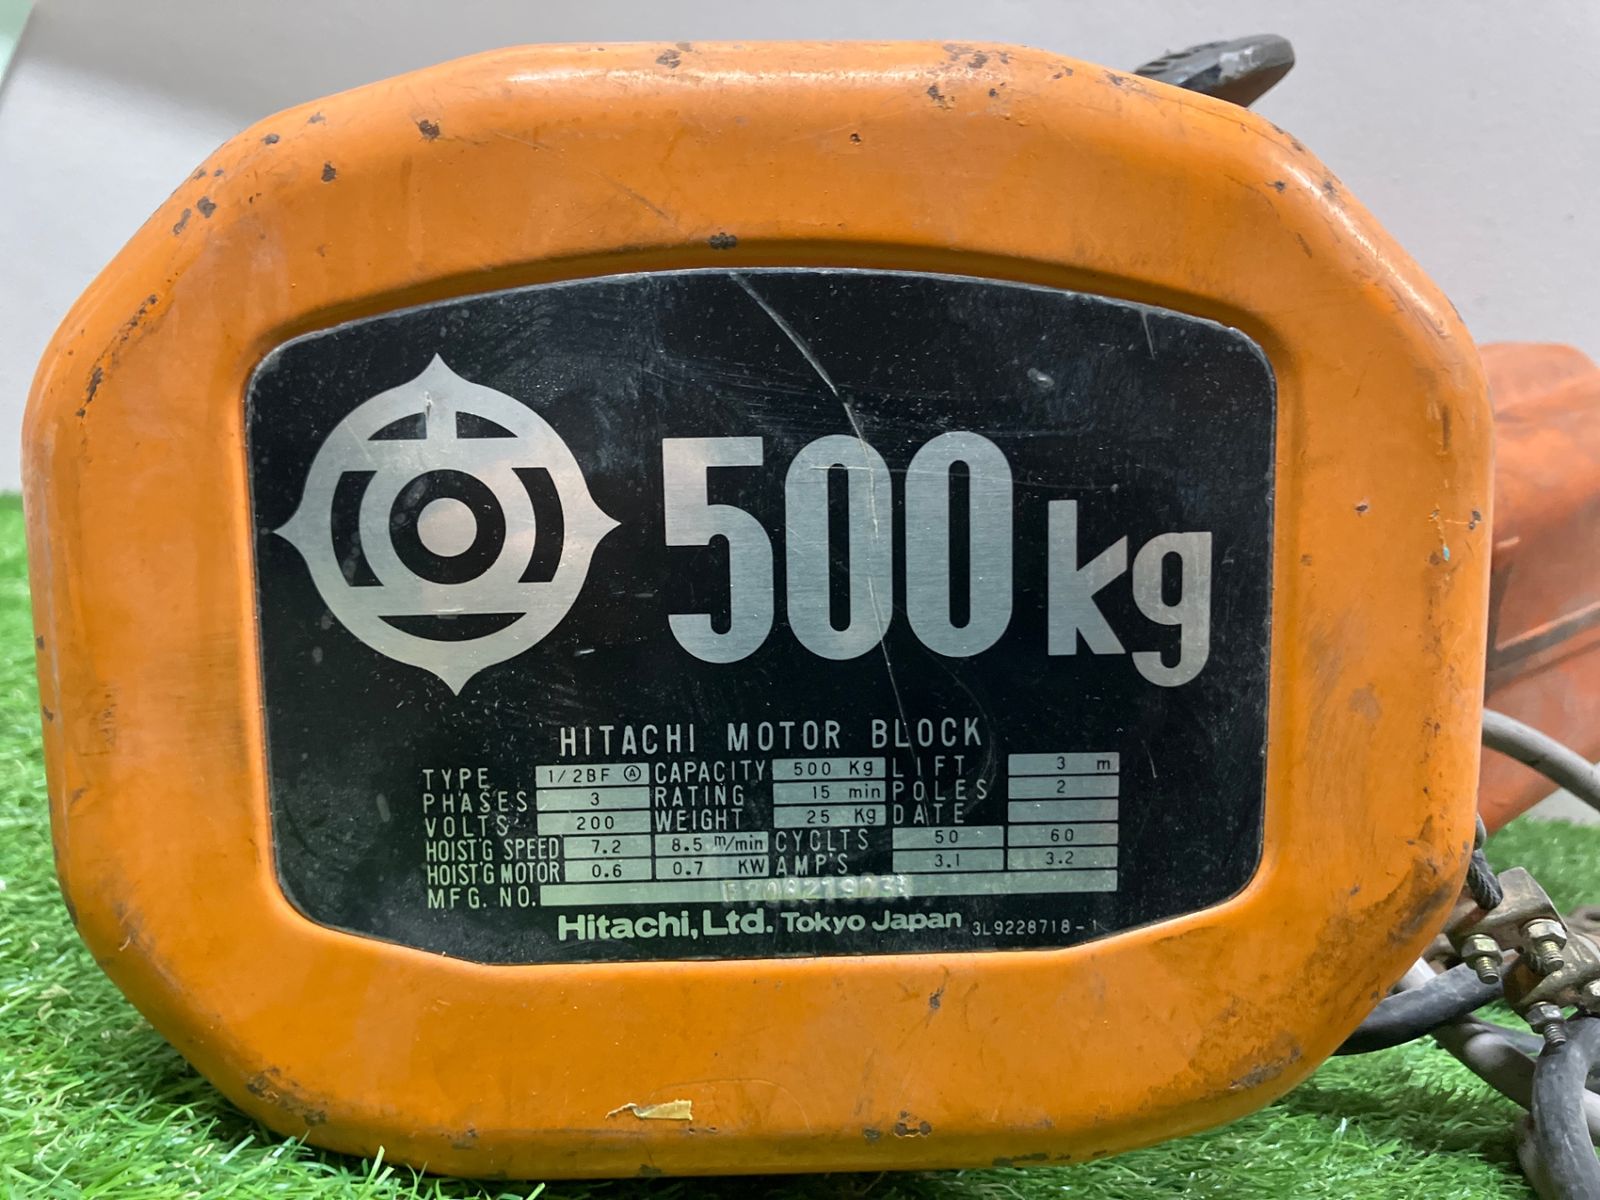 500kg
HITACHI MOTOR BLOCK
TYPE 1/2BF Ⓐ CAPACITY 500 Kg LIFT 3 m
PHASES 3 RATING 15 min POLES 2
VOLTS 200 WEIGHT 25 Kg DATE
HOIST'G SPEED 7.2 8.5 m/min CYCLTS 50 60
HOIST'G MOTOR 0.6 0.7 KW AMP'S 3.1 3.2
MFG. NO.
Hitachi, Ltd. Tokyo Japan 3L9228718-1